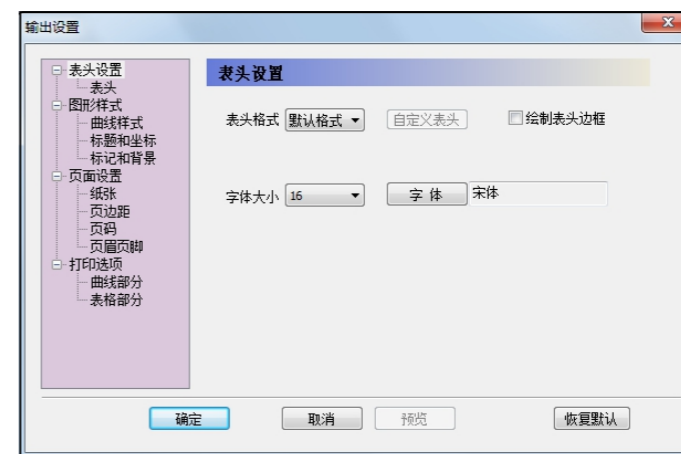 输出设置
表头设置
表头
图形样式
曲线样式
标题和坐标
标记和背景
页面设置
纸张
页边距
页码
页眉页脚
打印选项
曲线部分
表格部分
表头设置
表头格式 默认格式 自定义表头 绘制表头边框
字体大小 16 字 体 宋体
确定 取消 预览 恢复默认